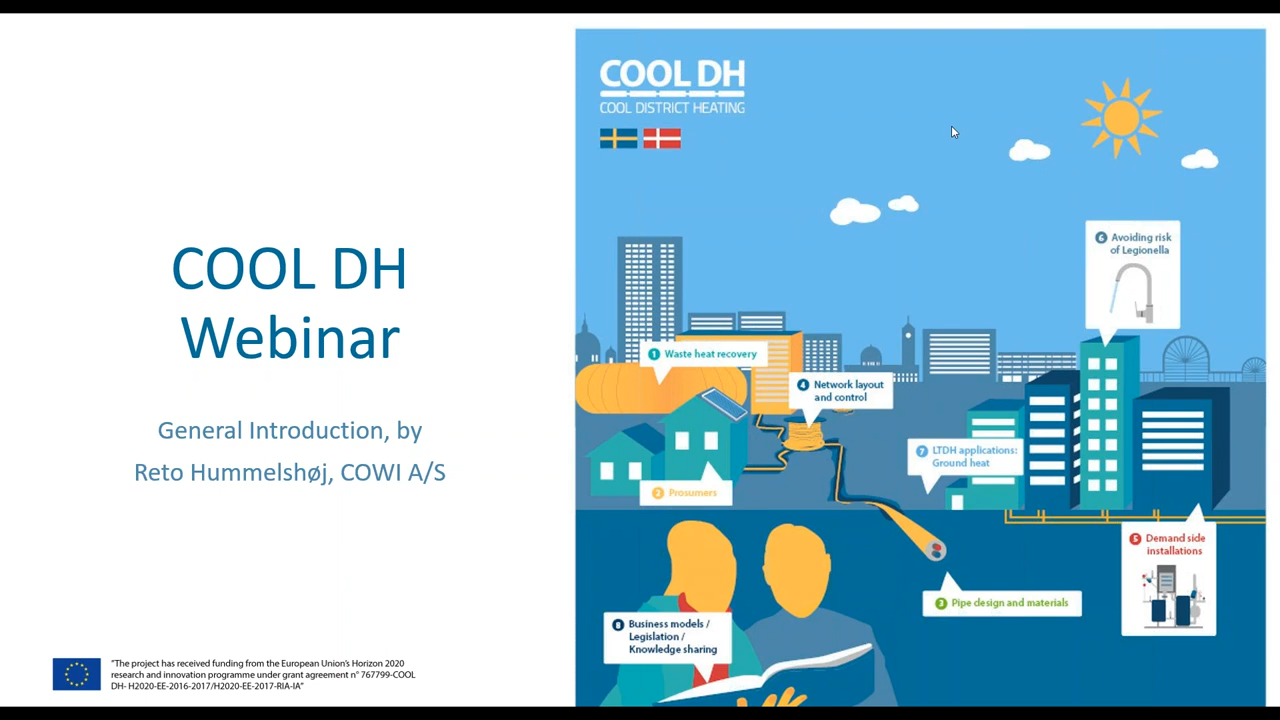 COOL DH
Webinar
General Introduction, by
Reto Hummelshøj, COWI A/S
"The project has received funding from the European Union's Horizon 2020
research and innovation programme under grant agreement n° 767799-COOL
DH- H2020-EE-2016-2017/H2020-EE-2017-RIA-IA"
COOL DH
COOL DISTRICT HEATING
6 Avoiding risk
of Legionella
1 Waste heat recovery
4 Network layout
and control
7 LTDH applications:
Ground heat
2 Prosumers
5 Demand side
installations
3 Pipe design and materials
8 Business models /
Legislation /
Knowledge sharing